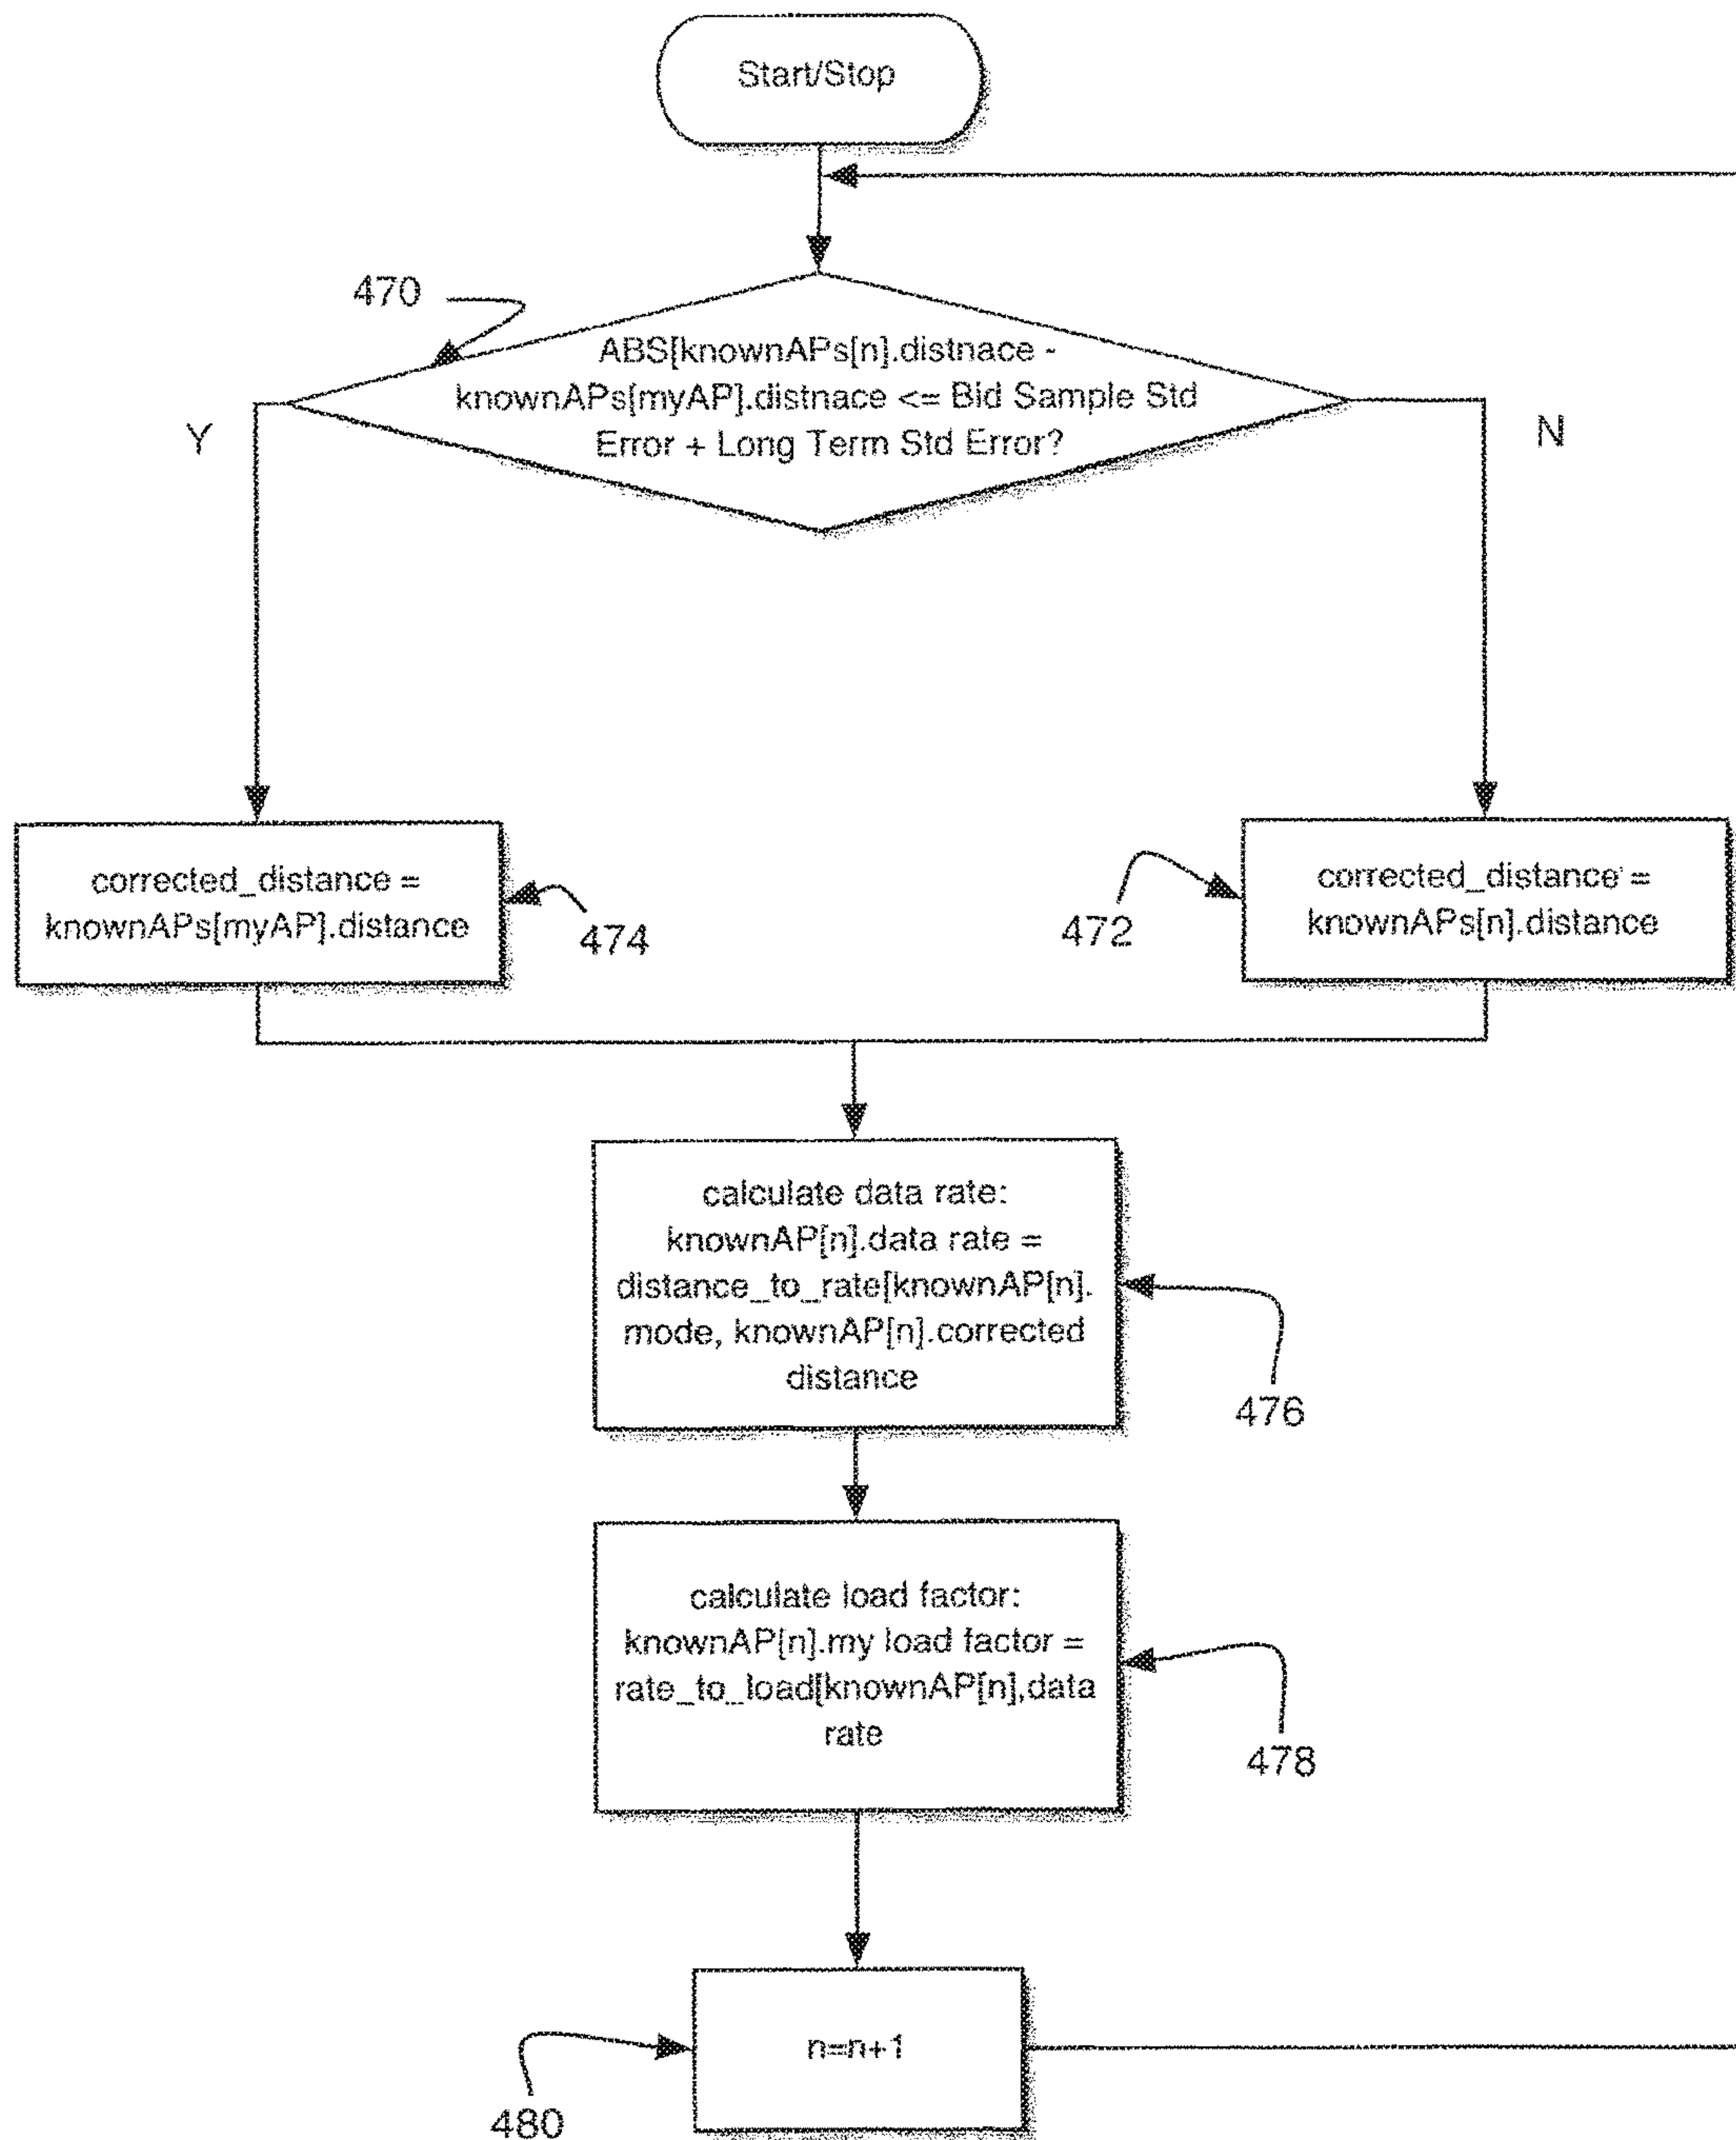 Start/Stop
470
ABS[knownAPs[n].distnace -
knownAPs[myAP].distnace <= Bid Sample Std
Error + Long Term Std Error?
Y
N
corrected_distance =
knownAPs[myAP].distance
474
472
corrected_distance =
knownAPs[n].distance
calculate data rate:
knownAP[n].data rate =
distance_to_rate[knownAP[n].
mode, knownAP[n].corrected
distance
476
calculate load factor:
knownAP[n].my load factor =
rate_to_load[knownAP[n],data
rate
478
n=n+1
480